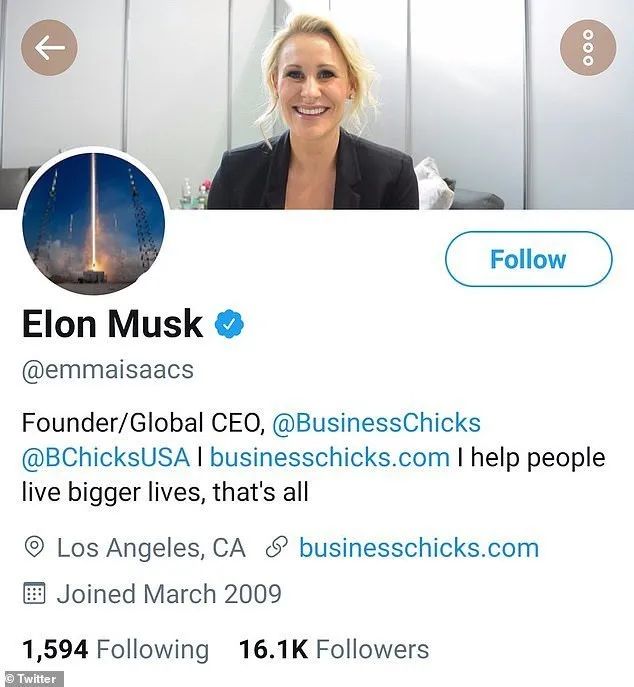 Elon Musk
@emmaisaacs
Founder/Global CEO, @BusinessChicks
@BChicksUSA I businesschicks.com I help people
live bigger lives, that's all
Los Angeles, CA businesschicks.com
Joined March 2009
Follow
1,594 Following 16.1K Followers
© Twitter